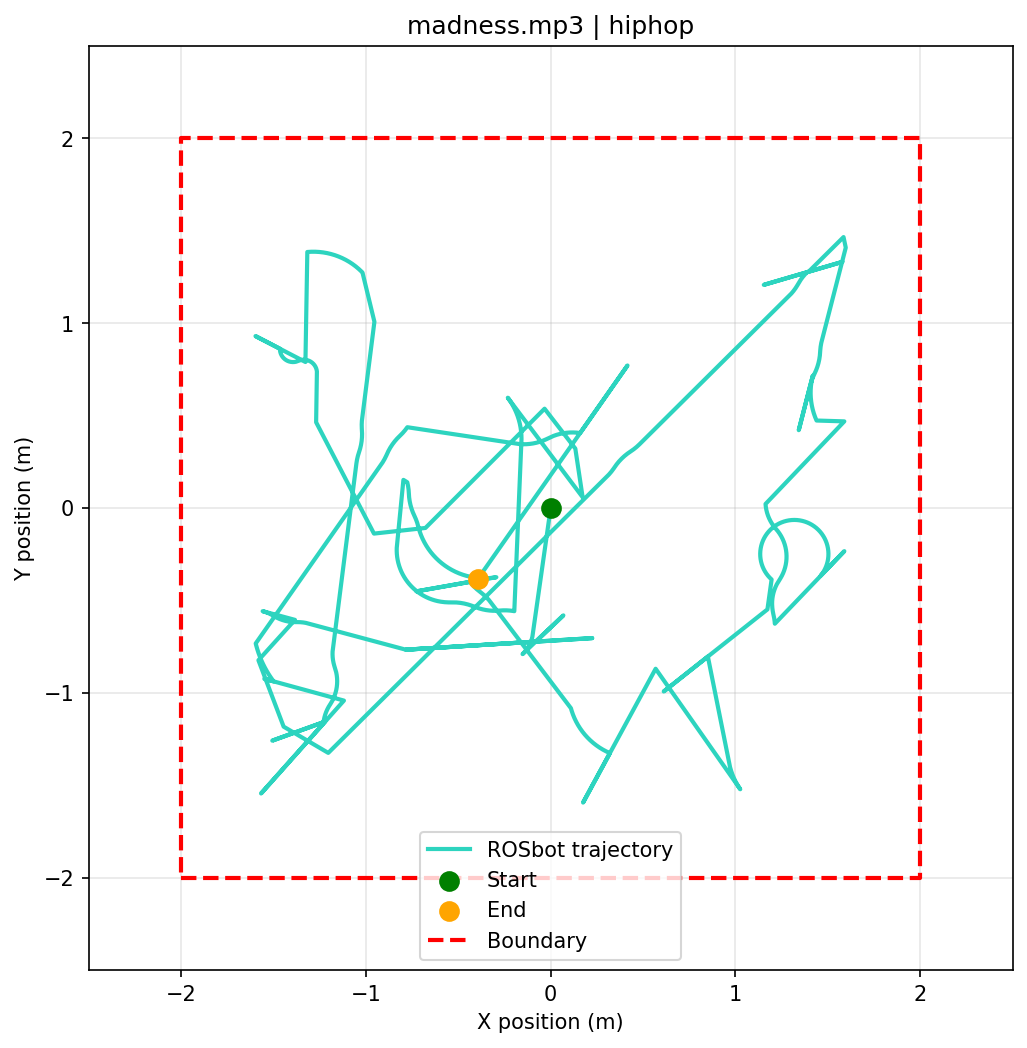 madness.mp3 | hiphop
2
1
0
−1
−2
Y position (m)
ROSbot trajectory
Start
End
Boundary
−2 −1 0 1 2
X position (m)